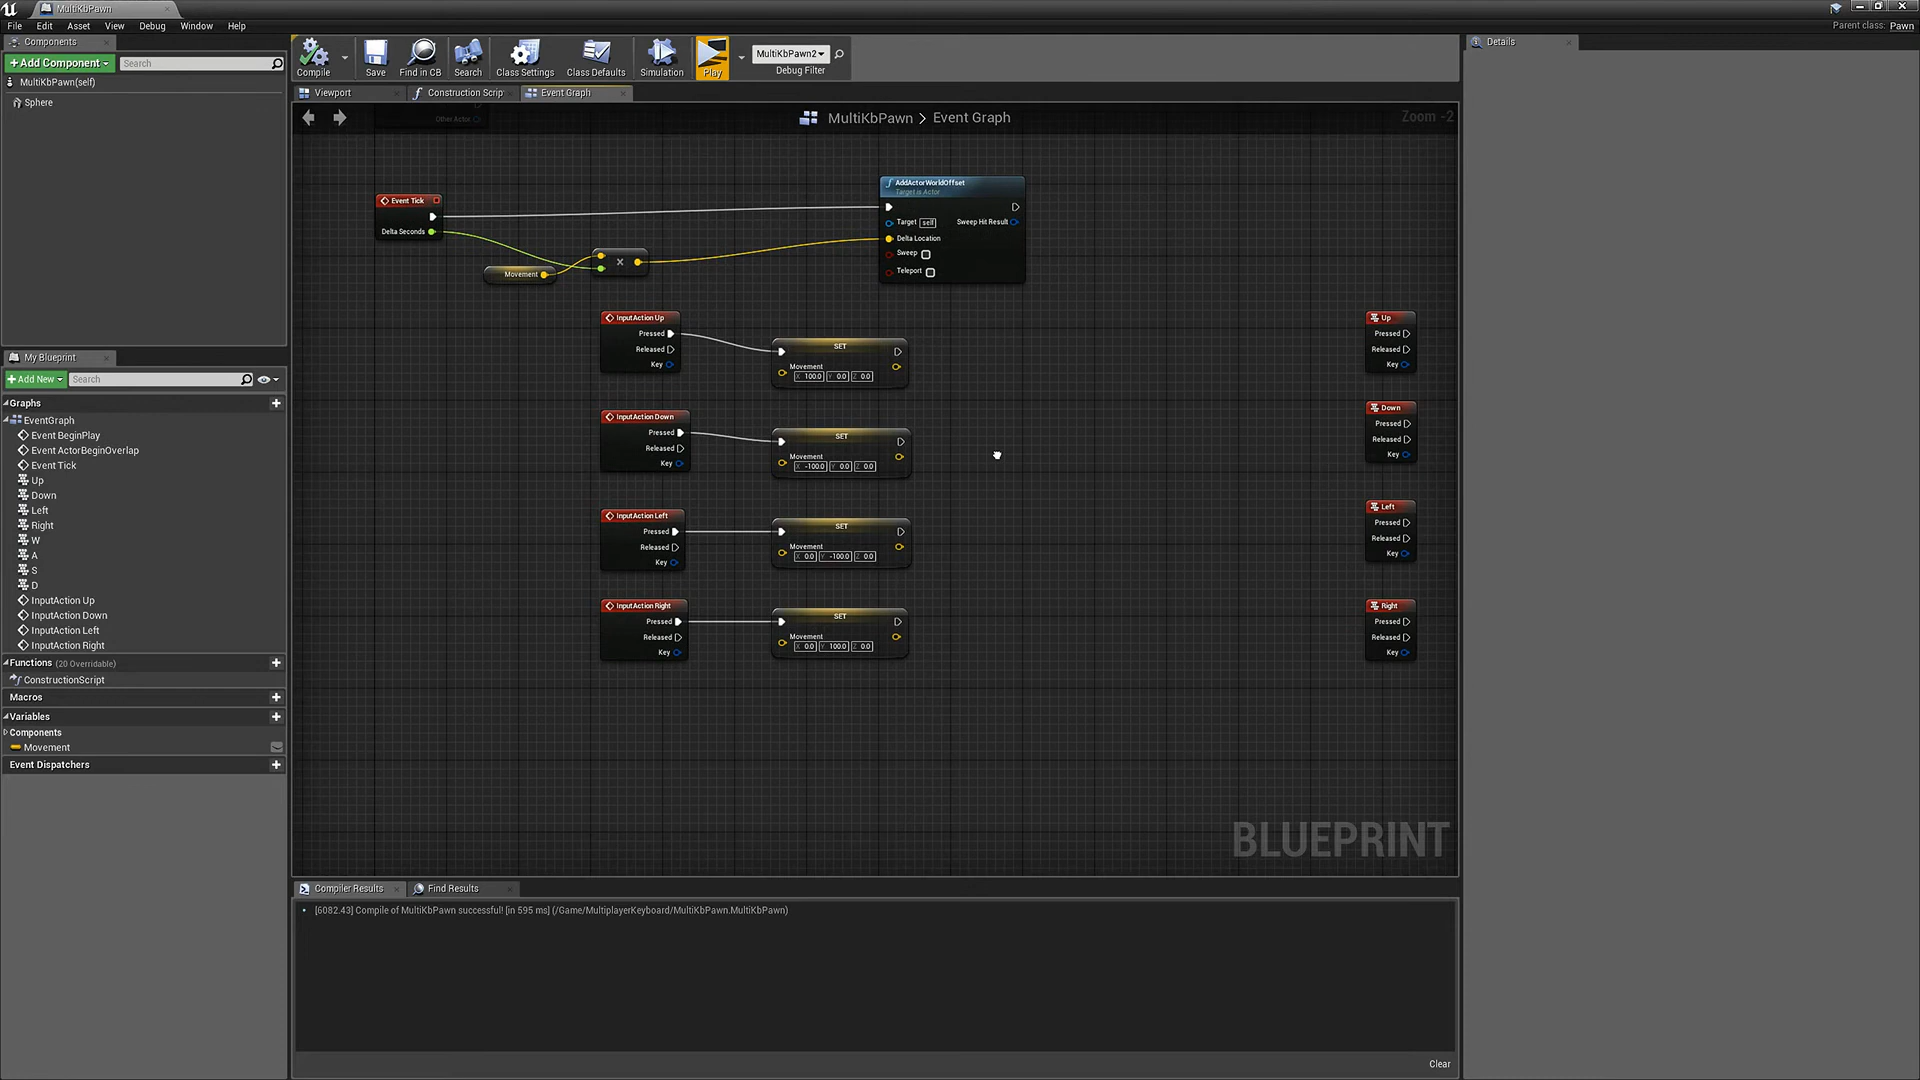 MultiKbPawn
File Edit Asset View Debug Window Help
Parent class: Pawn
Components
+Add Component
Search
MultiKbPawn(self)
Sphere
Compile
Save
Find in CB
Search
Class Settings
Class Defaults
Simulation
Play
MultiKbPawn2
Debug Filter
Details
Viewport
Construction Scrip
Event Graph
MultiKbPawn > Event Graph
Zoom -2
Other Actor
Event Tick
Delta Seconds
Movement
×
AddActorWorldOffset
Target is Actor
Target self
Sweep Hit Result
Delta Location
Sweep
Teleport
InputAction Up
Pressed
Released
Key
SET
Movement
X 100.0 Y 0.0 Z 0.0
Up
Pressed
Released
Key
InputAction Down
Pressed
Released
Key
SET
Movement
X -100.0 Y 0.0 Z 0.0
Down
Pressed
Released
Key
InputAction Left
Pressed
Released
Key
SET
Movement
X 0.0 Y -100.0 Z 0.0
Left
Pressed
Released
Key
InputAction Right
Pressed
Released
Key
SET
Movement
X 0.0 Y 100.0 Z 0.0
Right
Pressed
Released
Key
BLUEPRINT
My Blueprint
+Add New
Search
Graphs
EventGraph
Event BeginPlay
Event ActorBeginOverlap
Event Tick
Up
Down
Left
Right
W
A
S
D
InputAction Up
InputAction Down
InputAction Left
InputAction Right
Functions (20 Overridable)
ConstructionScript
Macros
Variables
Components
Movement
Event Dispatchers
Compiler Results
Find Results
[6082.43] Compile of MultiKbPawn successful! [in 595 ms] (/Game/MultiplayerKeyboard/MultiKbPawn.MultiKbPawn)
Clear